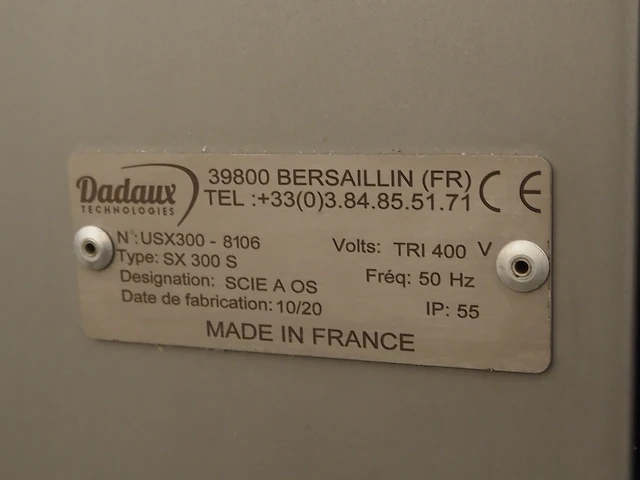 Dadaux
TECHNOLOGIES
39800 BERSAILLIN (FR)
TEL :+33(0)3.84.85.51.71
CE
N°:USX300 - 8106
Type: SX 300 S
Designation: SCIE A OS
Date de fabrication: 10/20
Volts: TRI 400 V
Fréq: 50 Hz
IP: 55
MADE IN FRANCE